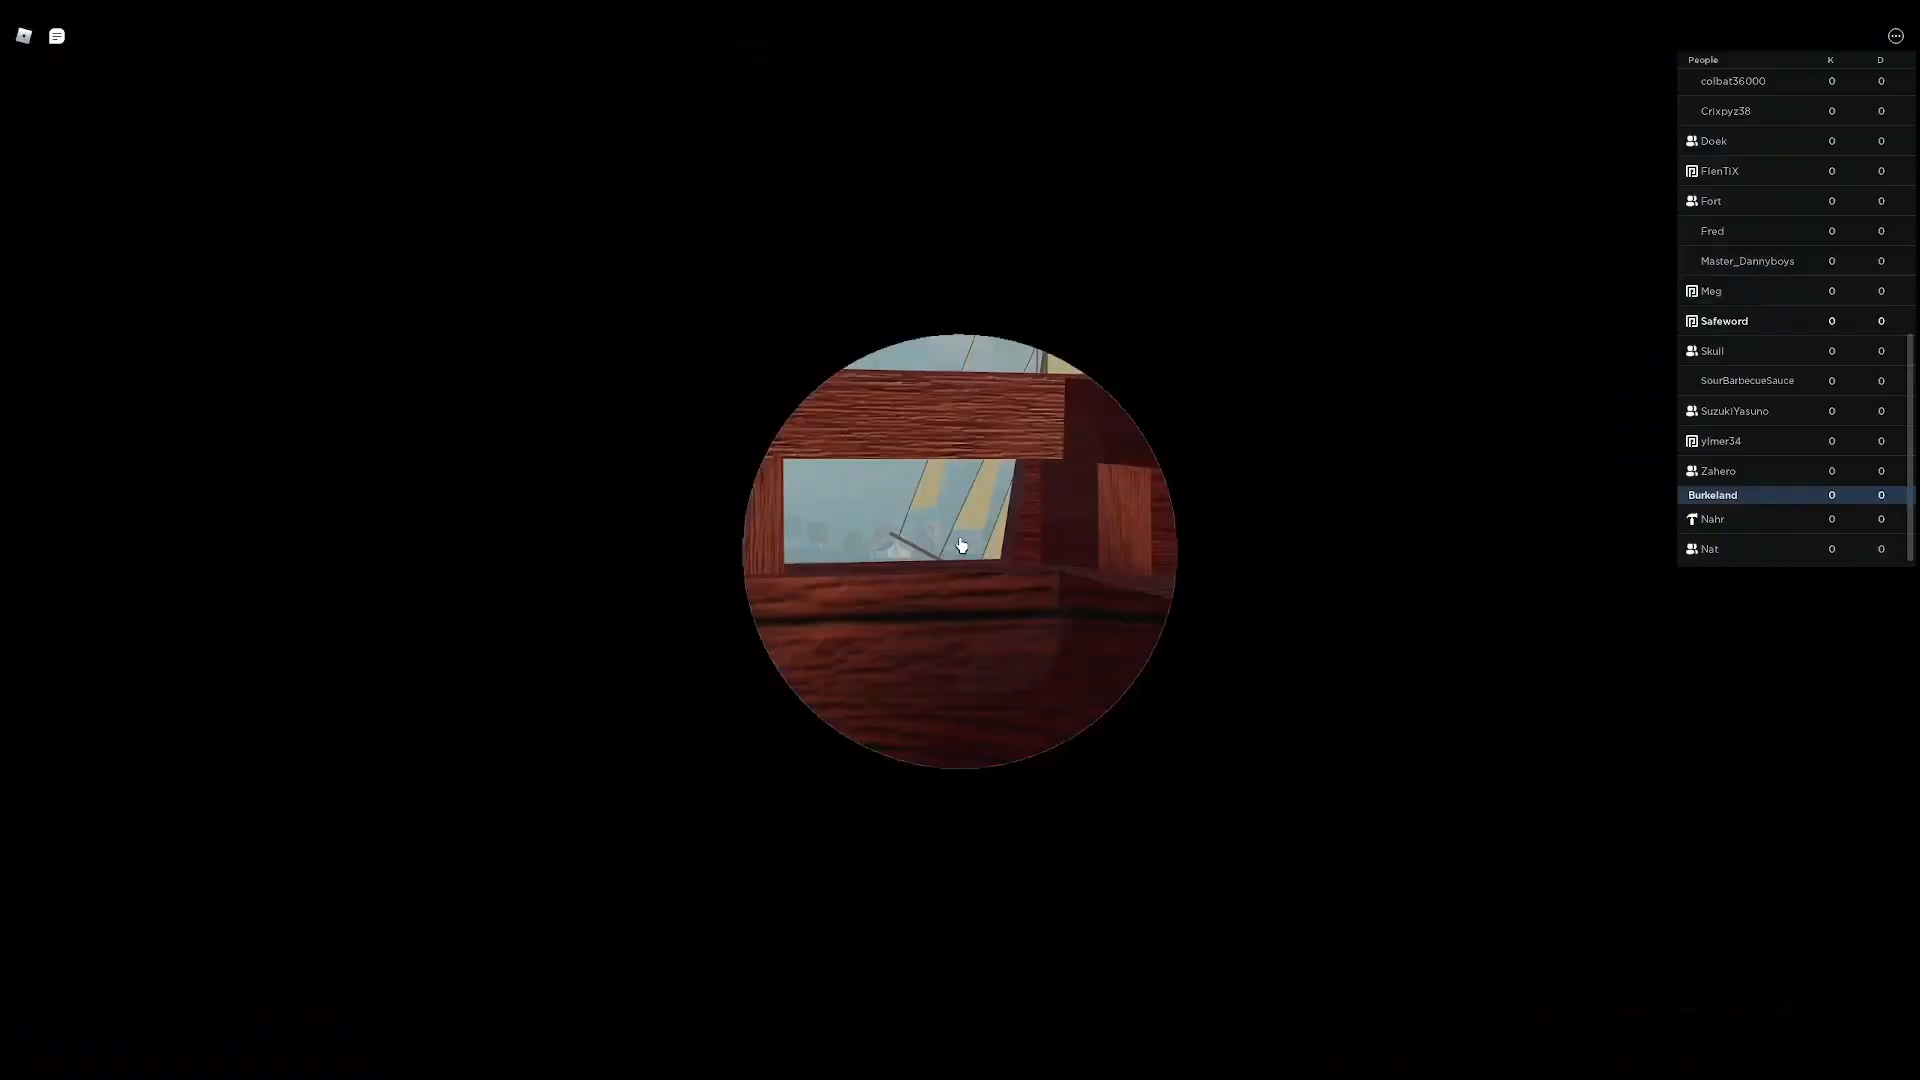 People K D
colbat36000 0 0
Crixpyz38 0 0
Doek 0 0
FlenTiX 0 0
Fort 0 0
Fred 0 0
Master_Dannyboys 0 0
Meg 0 0
Safeword 0 0
Skull 0 0
SourBarbecueSauce 0 0
SuzukiYasuno 0 0
ylmer34 0 0
Zahero 0 0
Burkeland 0 0
Nahr 0 0
Nat 0 0